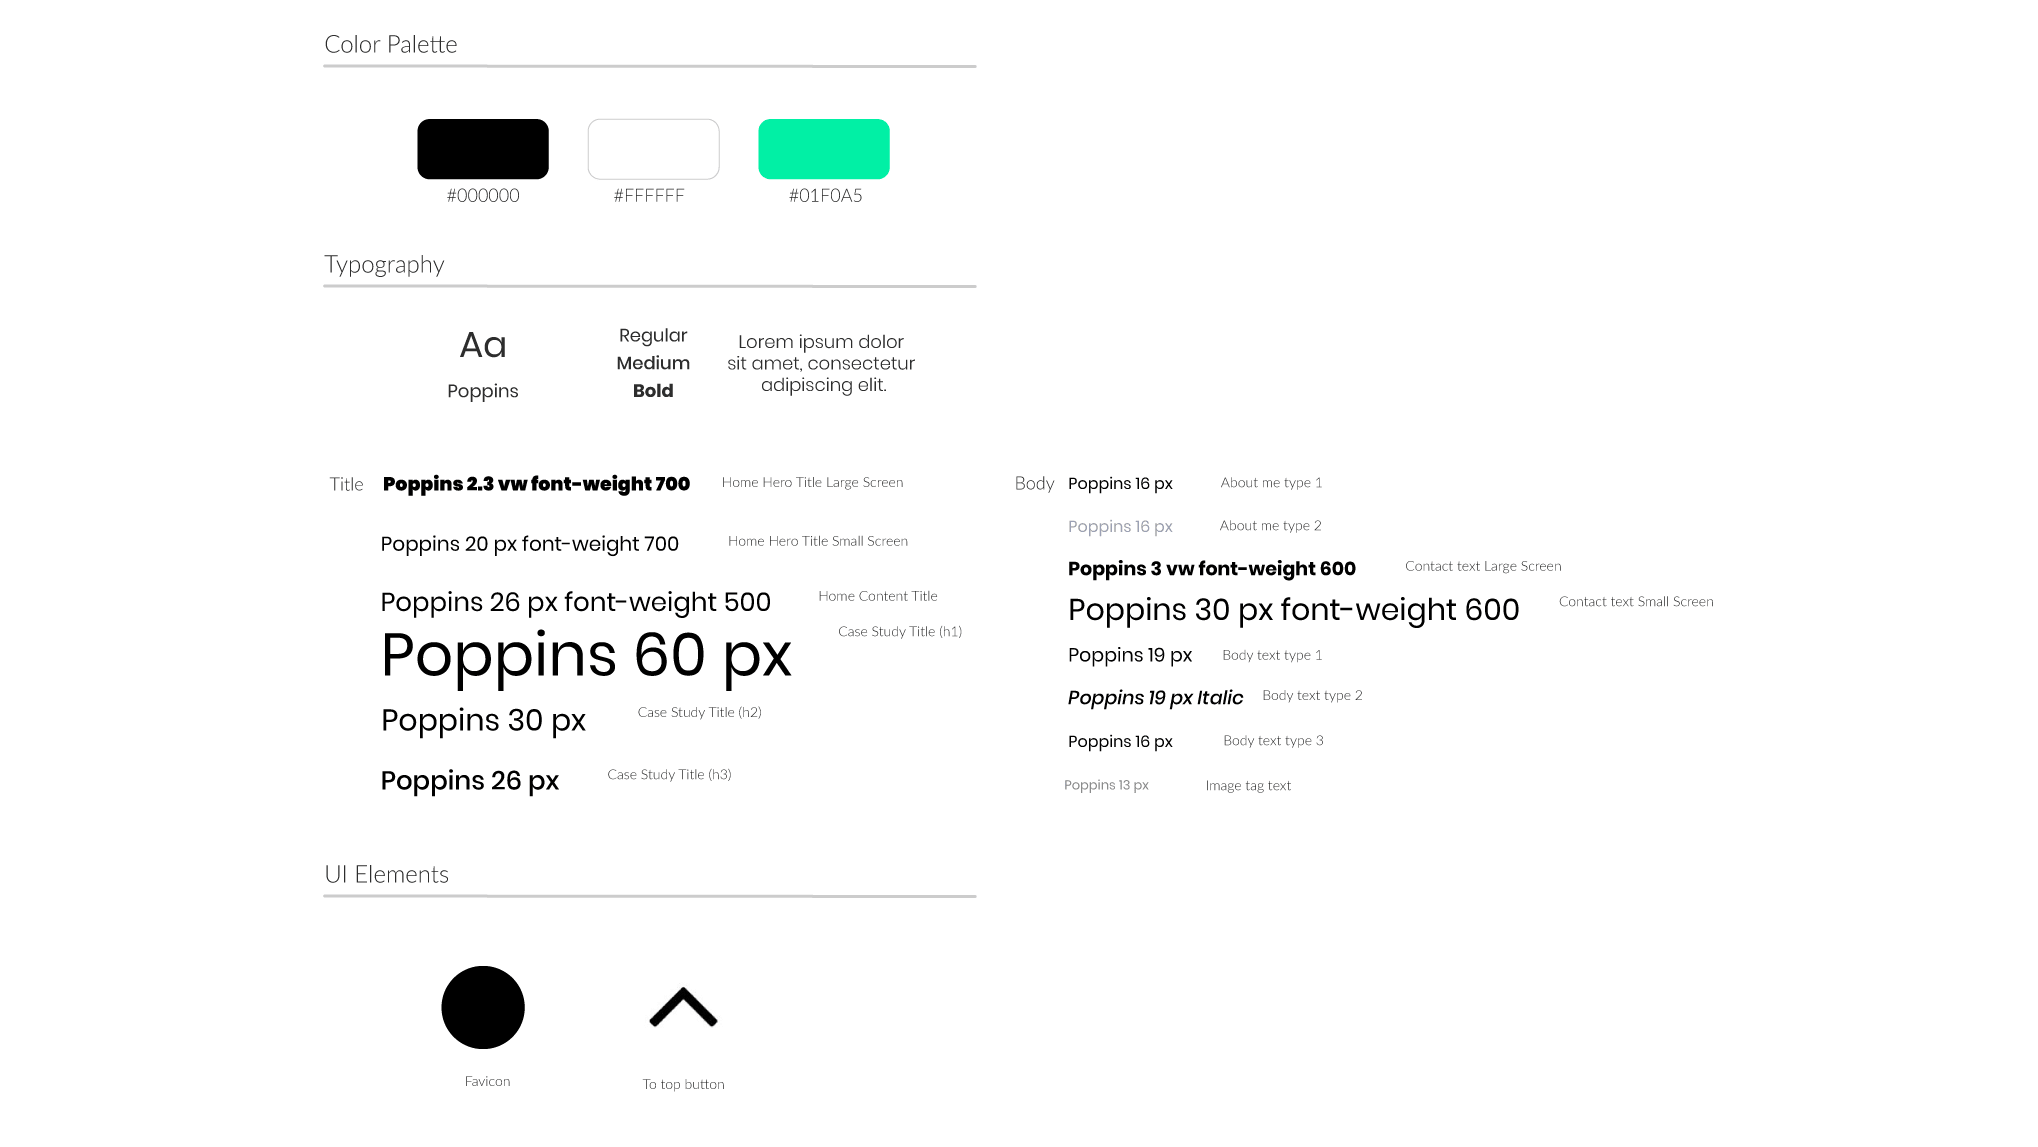 Color Palette
#000000 #FFFFFF #01F0A5
Typography
Aa
Poppins
Regular
Medium
Bold
Lorem ipsum dolor
sit amet, consectetur
adipiscing elit.
Title Poppins 2.3 vw font-weight 700 Home Hero Title Large Screen
Poppins 20 px font-weight 700 Home Hero Title Small Screen
Poppins 26 px font-weight 500 Home Content Title
Poppins 60 px Case Study Title (h1)
Poppins 30 px Case Study Title (h2)
Poppins 26 px Case Study Title (h3)
Body Poppins 16 px About me type 1
Poppins 16 px About me type 2
Poppins 3 vw font-weight 600 Contact text Large Screen
Poppins 30 px font-weight 600 Contact text Small Screen
Poppins 19 px Body text type 1
Poppins 19 px Italic Body text type 2
Poppins 16 px Body text type 3
Poppins 13 px Image tag text
UI Elements
Favicon To top button